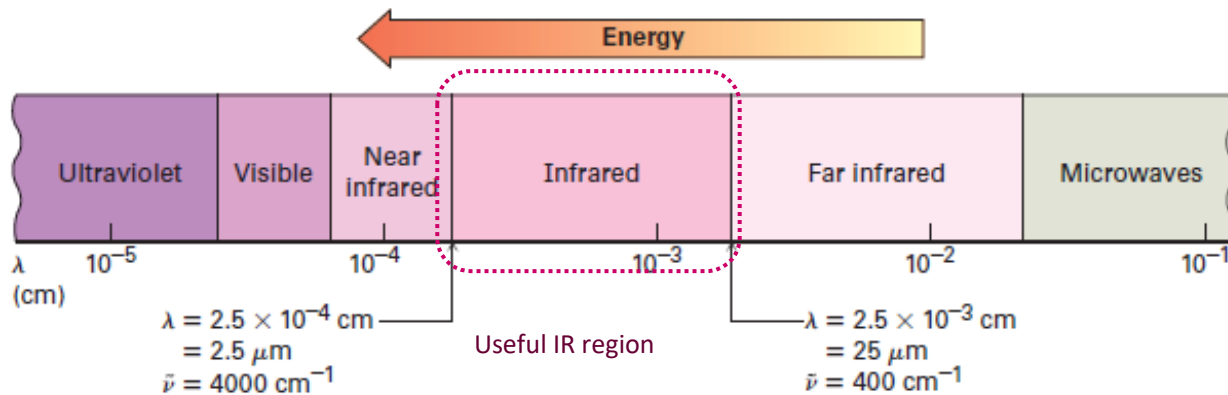 Energy
Ultraviolet
Visible
Near
infrared
Infrared
Far infrared
Microwaves
λ
(cm)
10⁻⁵
10⁻⁴
10⁻³
10⁻²
10⁻¹
λ = 2.5 × 10⁻⁴ cm
= 2.5 μm
ṽ = 4000 cm⁻¹
Useful IR region
λ = 2.5 × 10⁻³ cm
= 25 μm
ṽ = 400 cm⁻¹